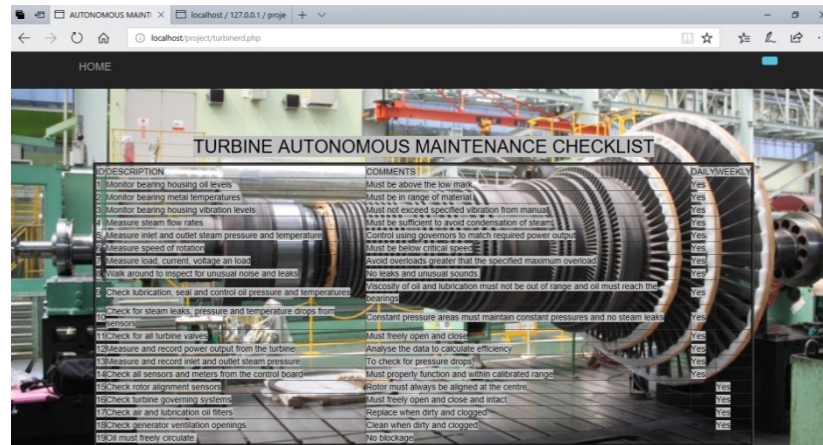 AUTONOMOUS MAINT
localhost / 127.0.0.1 / proje
localhost/project/turbinerd.php
HOME
TURBINE AUTONOMOUS MAINTENANCE CHECKLIST
ID DESCRIPTION COMMENTS DAILY WEEKLY
1 Monitor bearing housing oil levels Must be above the low mark Yes
2 Monitor bearing metal temperatures Must be in range of material Yes
3 Monitor bearing housing vibration levels Must not exceed specified vibration from manual Yes
4 Measure steam flow rates Must be sufficient to avoid condensation of steams Yes
5 Measure inlet and outlet steam pressure and temperature Control using governors to match required power output Yes
6 Measure speed of rotation Must be below critical speed Yes
7 Measure load, current, voltage an load Avoid overloads greater that the specified maximum overload Yes
8 Walk around to inspect for unusual noise and leaks No leaks and unusual sounds Yes
9 Check lubrication, seal and control oil pressure and temperatures Viscosity of oil and lubrication must not be out of range and oil must reach the
bearings Yes
10 Check for steam leaks, pressure and temperature drops from
sensors Constant pressure areas must maintain constant pressures and no steam leaks Yes
11 Check for all turbine valves Must freely open and close Yes
12 Measure and record power output from the turbine Analyse the data to calculate efficiency Yes
13 Measure and record inlet and outlet steam pressure To check for pressure drops Yes
14 Check all sensors and meters from the control board Must properly function and within calibrated range Yes
15 Check rotor alignment sensors Rotor must always be aligned at the centre Yes
16 Check turbine governing systems Must freely open and close and intact Yes
17 Check air and lubrication oil filters Replace when dirty and clogged Yes
18 Check generator ventilation openings Clean when dirty and clogged Yes
19 Oil must freely circulate. No blockage